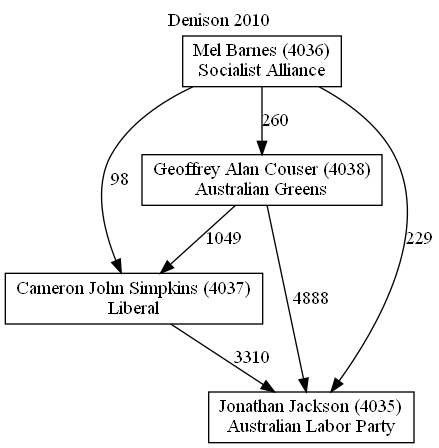 Denison 2010
Mel Barnes (4036)
Socialist Alliance
260
98
Geoffrey Alan Couser (4038)
Australian Greens
1049
229
Cameron John Simpkins (4037)
Liberal
4888
3310
Jonathan Jackson (4035)
Australian Labor Party